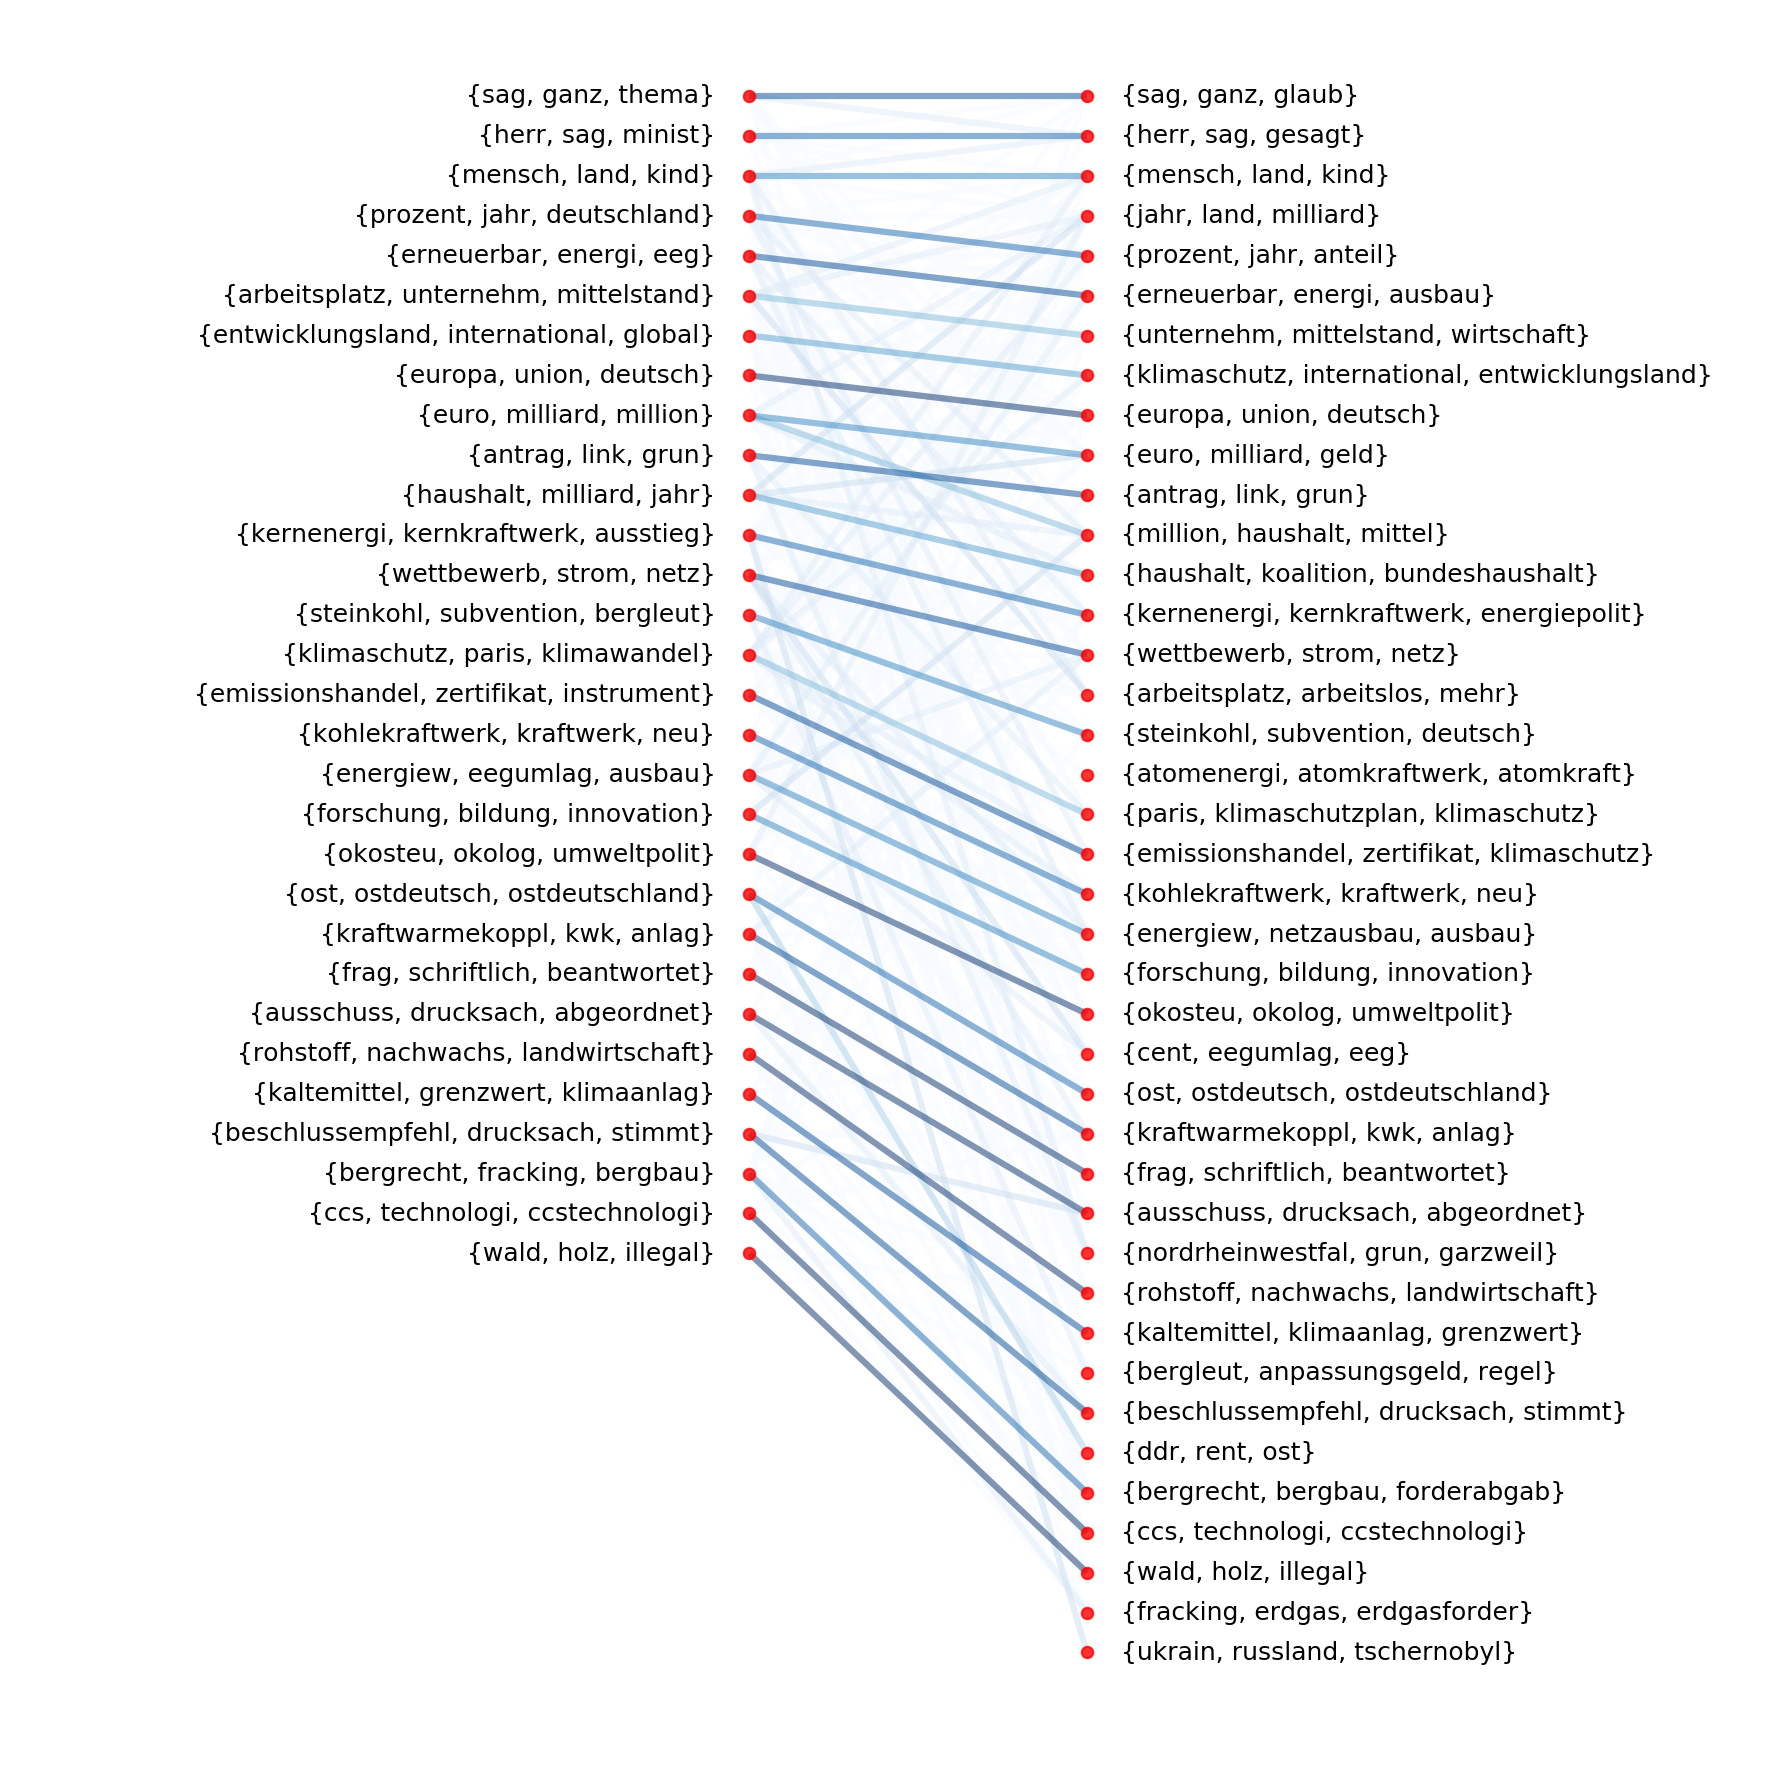 {sag, ganz, thema}
{herr, sag, minist}
{mensch, land, kind}
{prozent, jahr, deutschland}
{erneuerbar, energi, eeg}
{arbeitsplatz, unternehm, mittelstand}
{entwicklungsland, international, global}
{europa, union, deutsch}
{euro, milliard, million}
{antrag, link, grun}
{haushalt, milliard, jahr}
{kernenergi, kernkraftwerk, ausstieg}
{wettbewerb, strom, netz}
{steinkohl, subvention, bergleut}
{klimaschutz, paris, klimawandel}
{emissionshandel, zertifikat, instrument}
{kohlekraftwerk, kraftwerk, neu}
{energiew, eegumlag, ausbau}
{forschung, bildung, innovation}
{okosteu, okolog, umweltpolit}
{ost, ostdeutsch, ostdeutschland}
{kraftwarmekoppl, kwk, anlag}
{frag, schriftlich, beantwortet}
{ausschuss, drucksach, abgeordnet}
{rohstoff, nachwachs, landwirtschaft}
{kaltemittel, grenzwert, klimaanlag}
{beschlussempfehl, drucksach, stimmt}
{bergrecht, fracking, bergbau}
{ccs, technologi, ccstechnologi}
{wald, holz, illegal}
{sag, ganz, glaub}
{herr, sag, gesagt}
{mensch, land, kind}
{jahr, land, milliard}
{prozent, jahr, anteil}
{erneuerbar, energi, ausbau}
{unternehm, mittelstand, wirtschaft}
{klimaschutz, international, entwicklungsland}
{europa, union, deutsch}
{euro, milliard, geld}
{antrag, link, grun}
{million, haushalt, mittel}
{haushalt, koalition, bundeshaushalt}
{kernenergi, kernkraftwerk, energiepolit}
{wettbewerb, strom, netz}
{arbeitsplatz, arbeitslos, mehr}
{steinkohl, subvention, deutsch}
{atomenergi, atomkraftwerk, atomkraft}
{paris, klimaschutzplan, klimaschutz}
{emissionshandel, zertifikat, klimaschutz}
{kohlekraftwerk, kraftwerk, neu}
{energiew, netzausbau, ausbau}
{forschung, bildung, innovation}
{okosteu, okolog, umweltpolit}
{cent, eegumlag, eeg}
{ost, ostdeutsch, ostdeutschland}
{kraftwarmekoppl, kwk, anlag}
{frag, schriftlich, beantwortet}
{ausschuss, drucksach, abgeordnet}
{nordrheinwestfal, grun, garzweil}
{rohstoff, nachwachs, landwirtschaft}
{kaltemittel, klimaanlag, grenzwert}
{bergleut, anpassungsgeld, regel}
{beschlussempfehl, drucksach, stimmt}
{ddr, rent, ost}
{bergrecht, bergbau, forderabgab}
{ccs, technologi, ccstechnologi}
{wald, holz, illegal}
{fracking, erdgas, erdgasforder}
{ukrain, russland, tschernobyl}